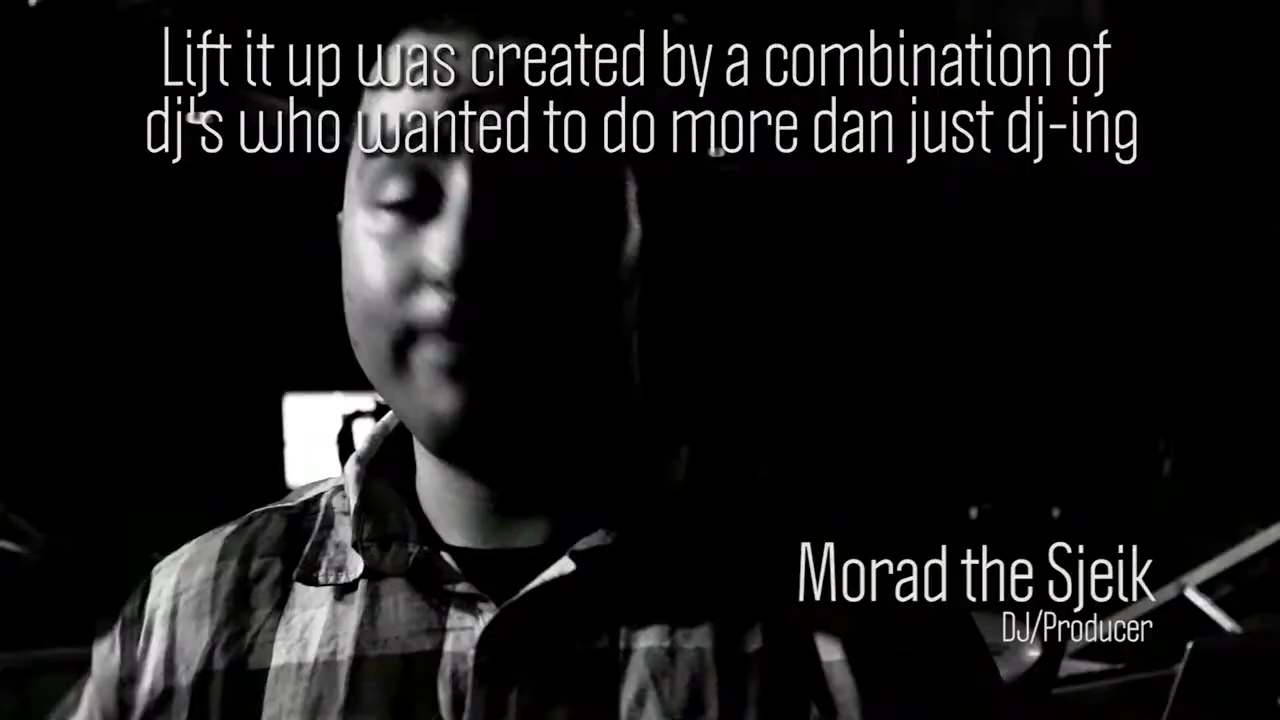 Lift it up was created by a combination of
dj's who wanted to do more dan just dj-ing
Morad the Sjeik
DJ/Producer